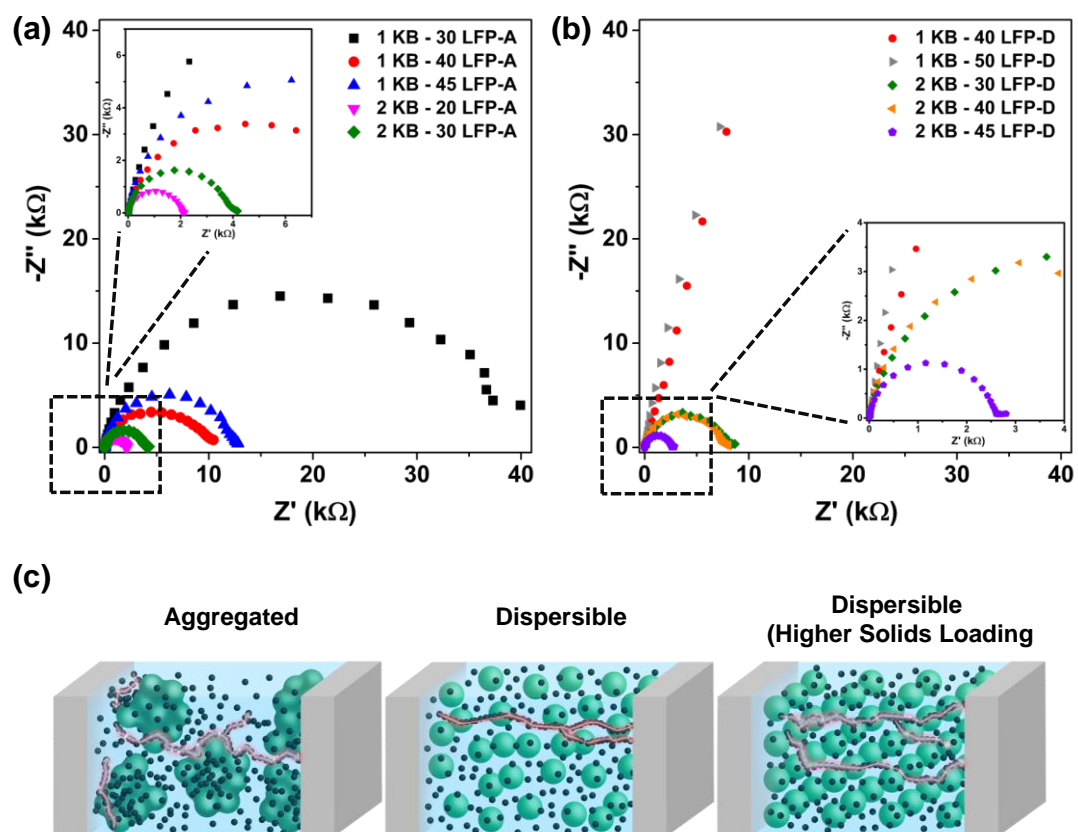 (a)
-Z'' (kΩ)
40
30
20
10
0
0
10
20
30
40
Z' (kΩ)
1 KB - 30 LFP-A
1 KB - 40 LFP-A
1 KB - 45 LFP-A
2 KB - 20 LFP-A
2 KB - 30 LFP-A
-Z'' (kΩ)
6
5
4
3
2
1
0
0
2
4
6
Z' (kΩ)
(b)
-Z'' (kΩ)
40
30
20
10
0
0
10
20
30
40
Z' (kΩ)
1 KB - 40 LFP-D
1 KB - 50 LFP-D
2 KB - 30 LFP-D
2 KB - 40 LFP-D
2 KB - 45 LFP-D
-Z'' (kΩ)
4
3
2
1
0
0
1
2
3
4
Z' (kΩ)
(c)
Aggregated
Dispersible
Dispersible
(Higher Solids Loading